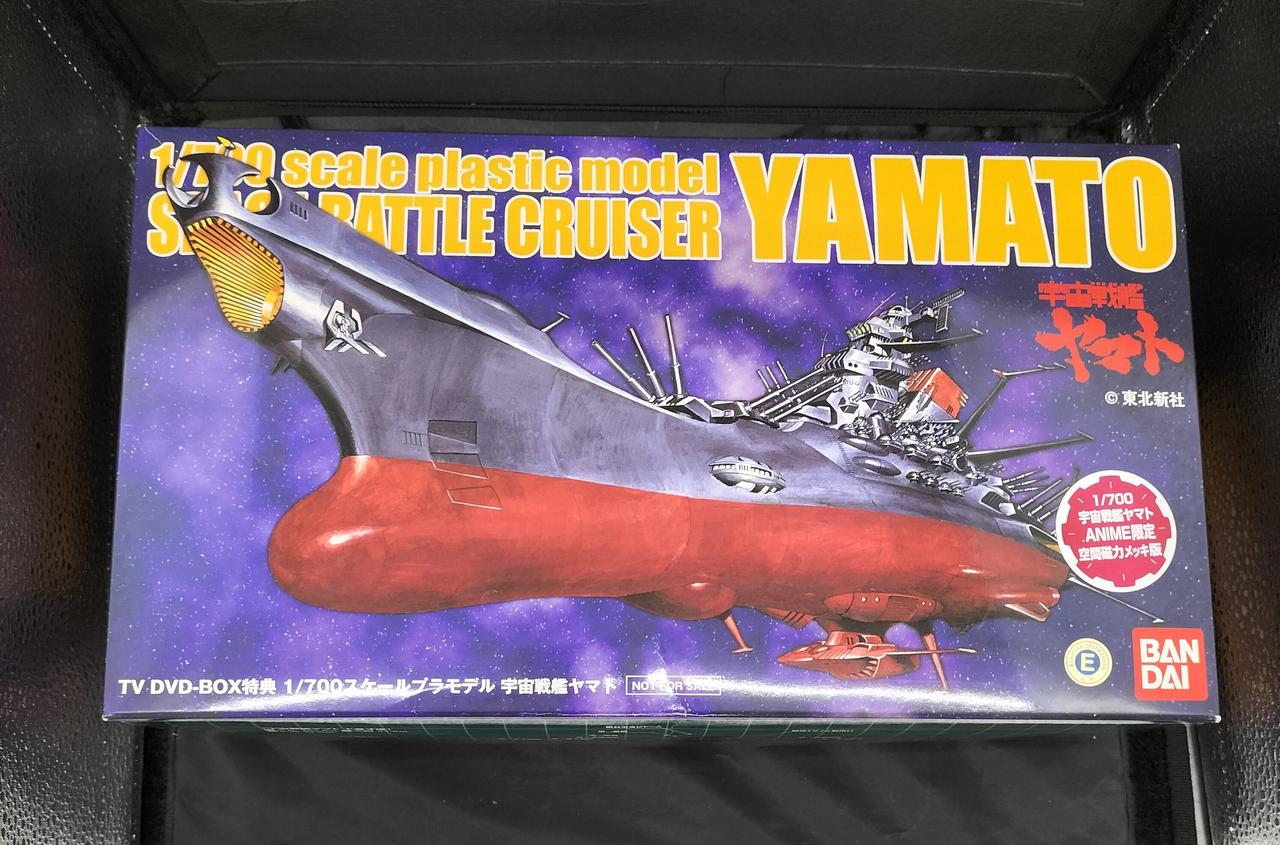 1/700 scale plastic model
SPACE BATTLE CRUISER
YAMATO
宇宙戦艦
ヤマト
© 東北新社
1/700
宇宙戦艦ヤマト
ANIME限定
空間磁力メッキ版
E
BAN
DAI
TV DVD-BOX特典 1/700スケールプラモデル 宇宙戦艦ヤマト NOT FOR SALE